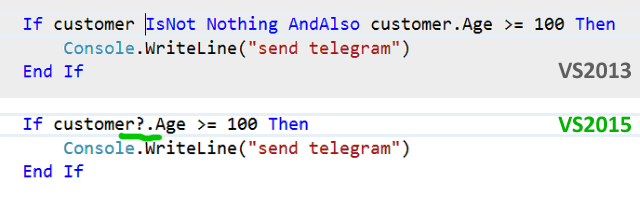 If customer IsNot Nothing AndAlso customer.Age >= 100 Then
    Console.WriteLine("send telegram")
End If
VS2013
If customer?.Age >= 100 Then
VS2015
    Console.WriteLine("send telegram")
End If